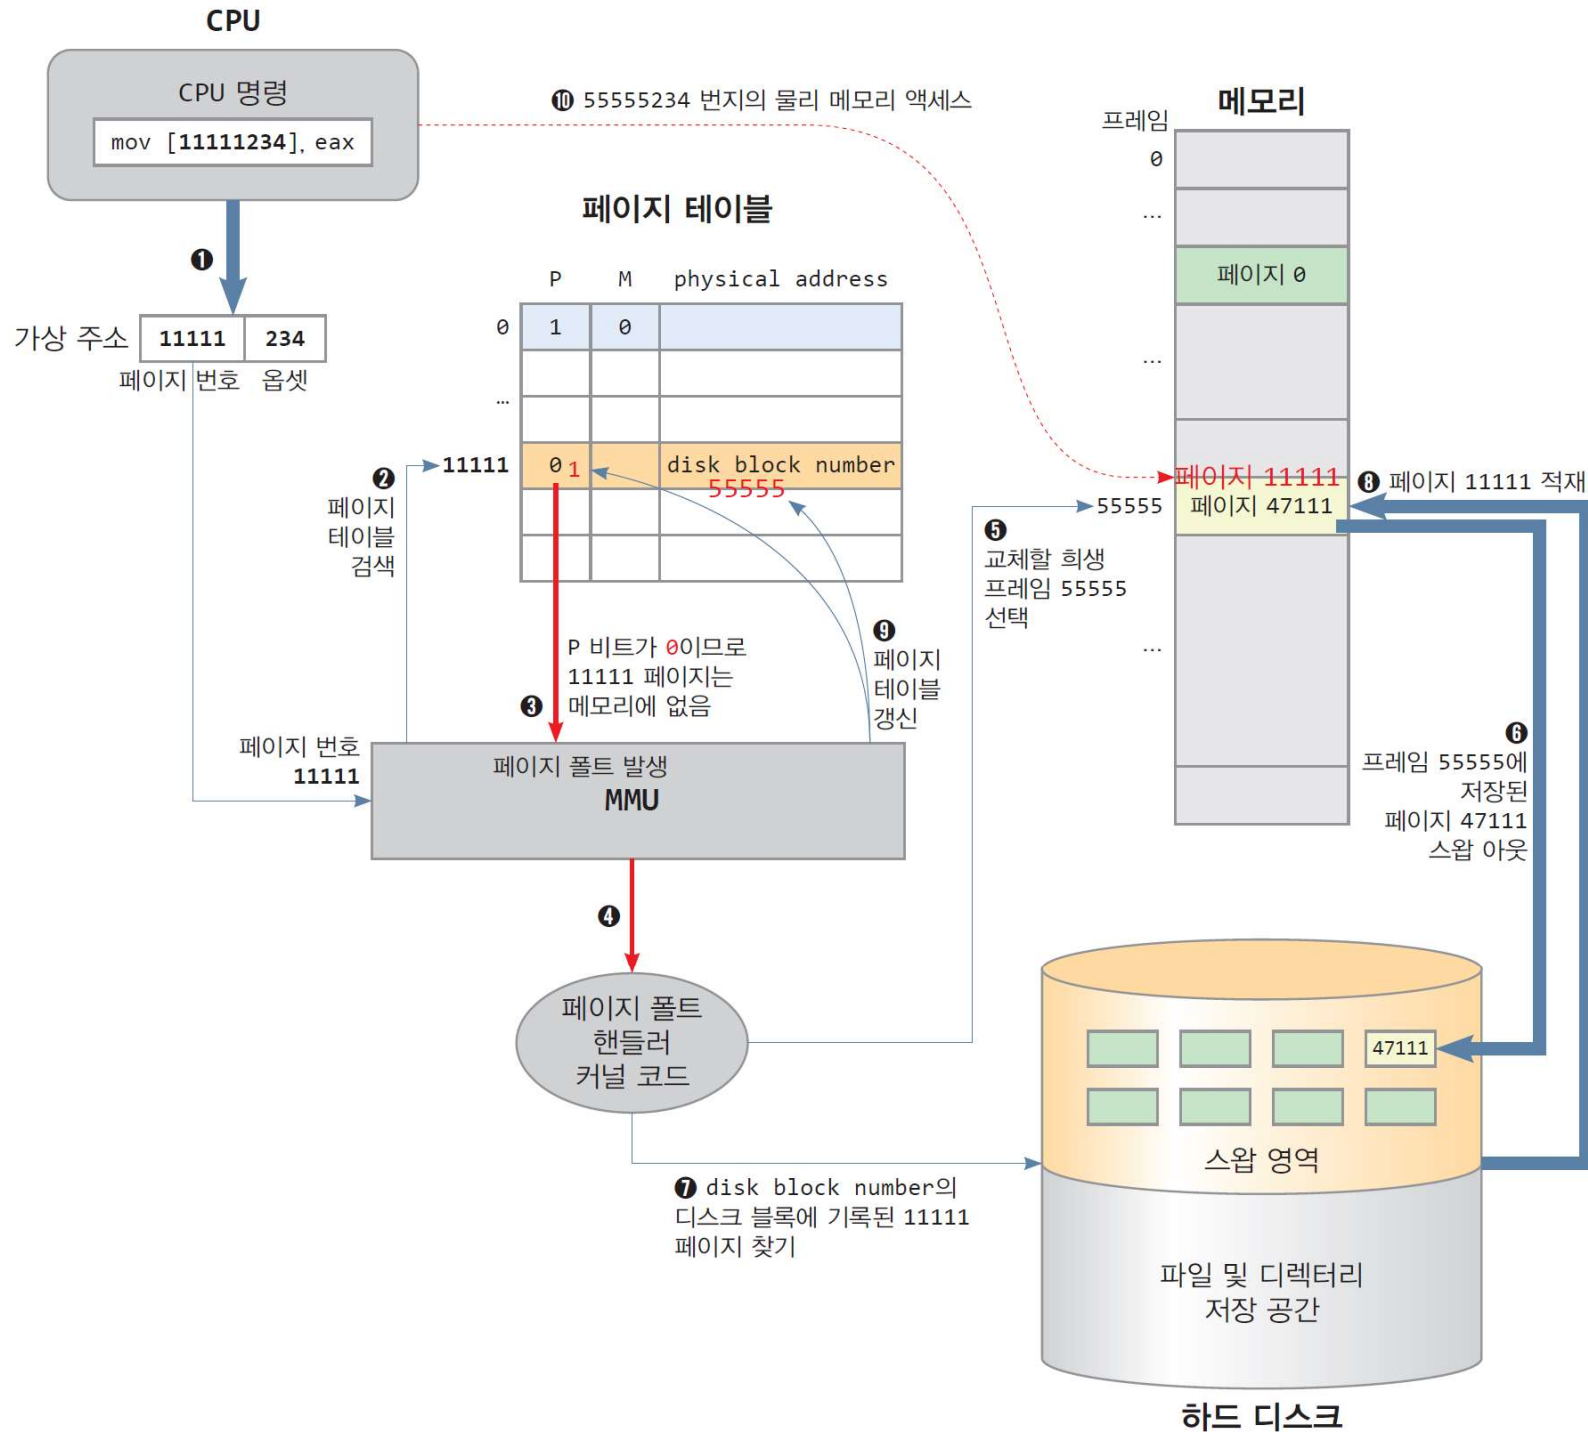 CPU
CPU 명령
mov [11111234], eax
❿ 55555234 번지의 물리 메모리 액세스
메모리
프레임
0
...
페이지 0
...
페이지 11111
55555
페이지 47111
...
❶
가상 주소
11111
234
페이지 번호
옵셋
페이지 테이블
P
M
physical address
0
1
0
...
11111
0
1
disk block number
55555
❷
페이지
테이블
검색
❸
P 비트가 0이므로
11111 페이지는
메모리에 없음
❾
페이지
테이블
갱신
❺
교체할 희생
프레임 55555
선택
❽ 페이지 11111 적재
❻
프레임 55555에
저장된
페이지 47111
스왑 아웃
페이지 번호
11111
페이지 폴트 발생
MMU
❹
페이지 폴트
핸들러
커널 코드
❼ disk block number의
디스크 블록에 기록된 11111
페이지 찾기
47111
스왑 영역
파일 및 디렉터리
저장 공간
하드 디스크